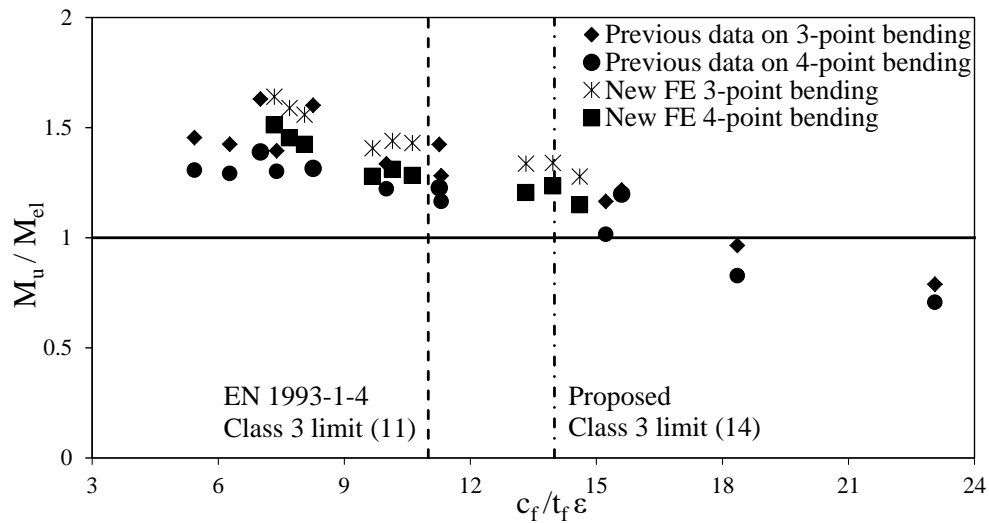 2
1.5
1
0.5
0
M_u / M_el
Previous data on 3-point bending
Previous data on 4-point bending
New FE 3-point bending
New FE 4-point bending
EN 1993-1-4
Class 3 limit (11)
Proposed
Class 3 limit (14)
3 6 9 12 15 18 21 24
c_f/t_f ε